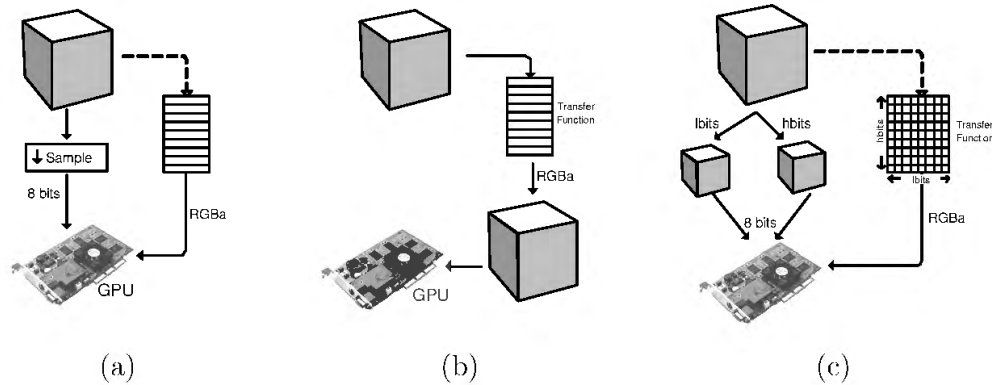 ↓ Sample
8 bits
RGBa
GPU
(a)
Transfer
Function
RGBa
GPU
(b)
lbits
hbits
hbits
Transfer
Function
lbits
8 bits
RGBa
(c)